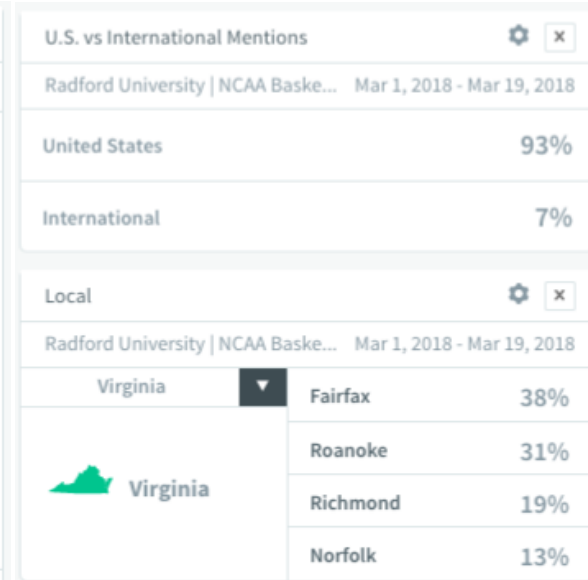 U.S. vs International Mentions x
Radford University | NCAA Baske... Mar 1, 2018 - Mar 19, 2018
United States 93%
International 7%
Local x
Radford University | NCAA Baske... Mar 1, 2018 - Mar 19, 2018
Virginia
Virginia
Fairfax 38%
Roanoke 31%
Richmond 19%
Norfolk 13%